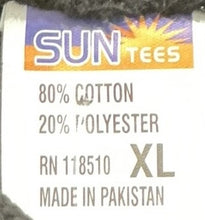 SUN TEES
80% COTTON
20% POLYESTER
RN 118510 XL
MADE IN PAKISTAN